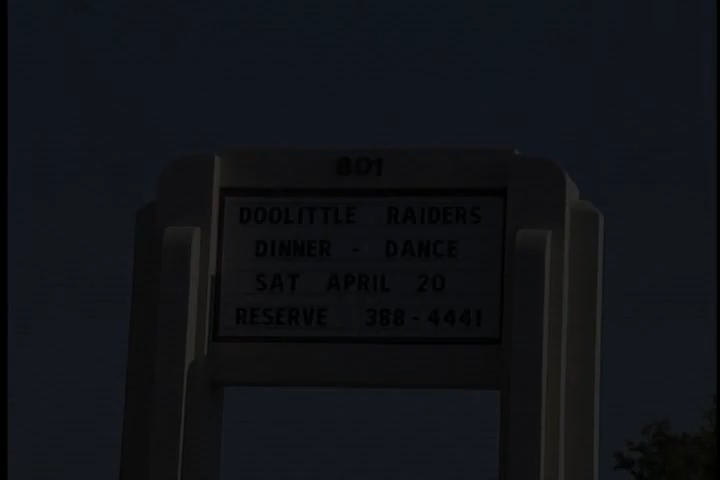 801
DOOLITTLE RAIDERS
DINNER - DANCE
SAT APRIL 20
RESERVE 388-4441